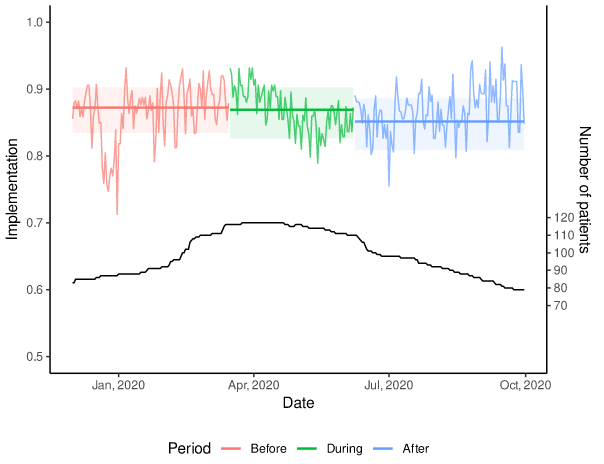 1.0
0.9
0.8
0.7
0.6
0.5
Implementation
120
110
100
90
80
70
Number of patients
Jan, 2020 Apr, 2020 Jul, 2020 Oct, 2020
Date
Period Before During After